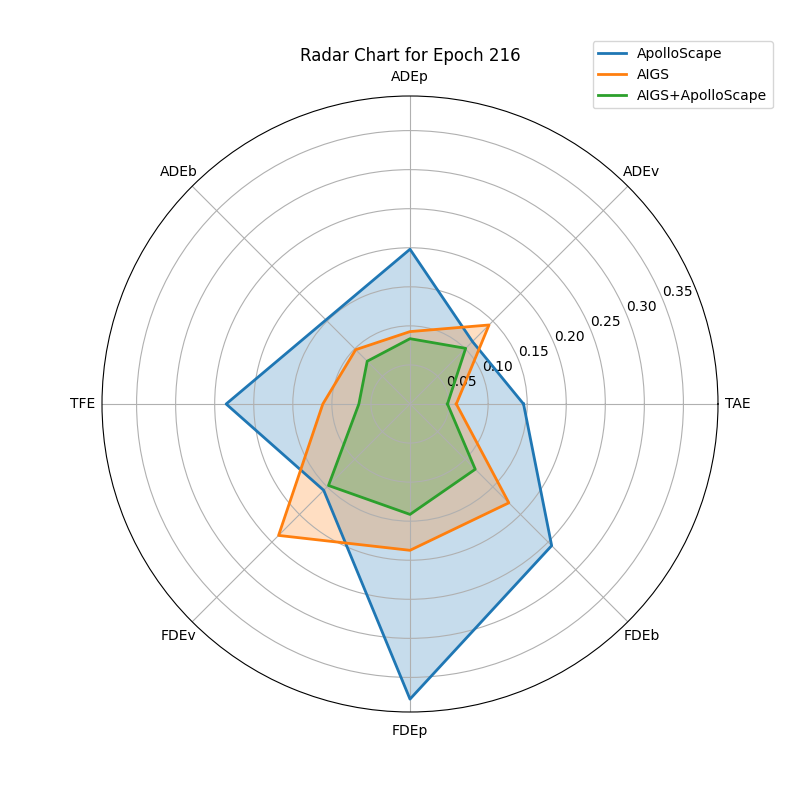 Radar Chart for Epoch 216
ApolloScape
AIGS
AIGS+ApolloScape
ADEp
ADEb
ADEv
0.35
0.30
0.25
0.20
0.15
0.10
0.05
TFE
TAE
FDEv
FDEb
FDEp